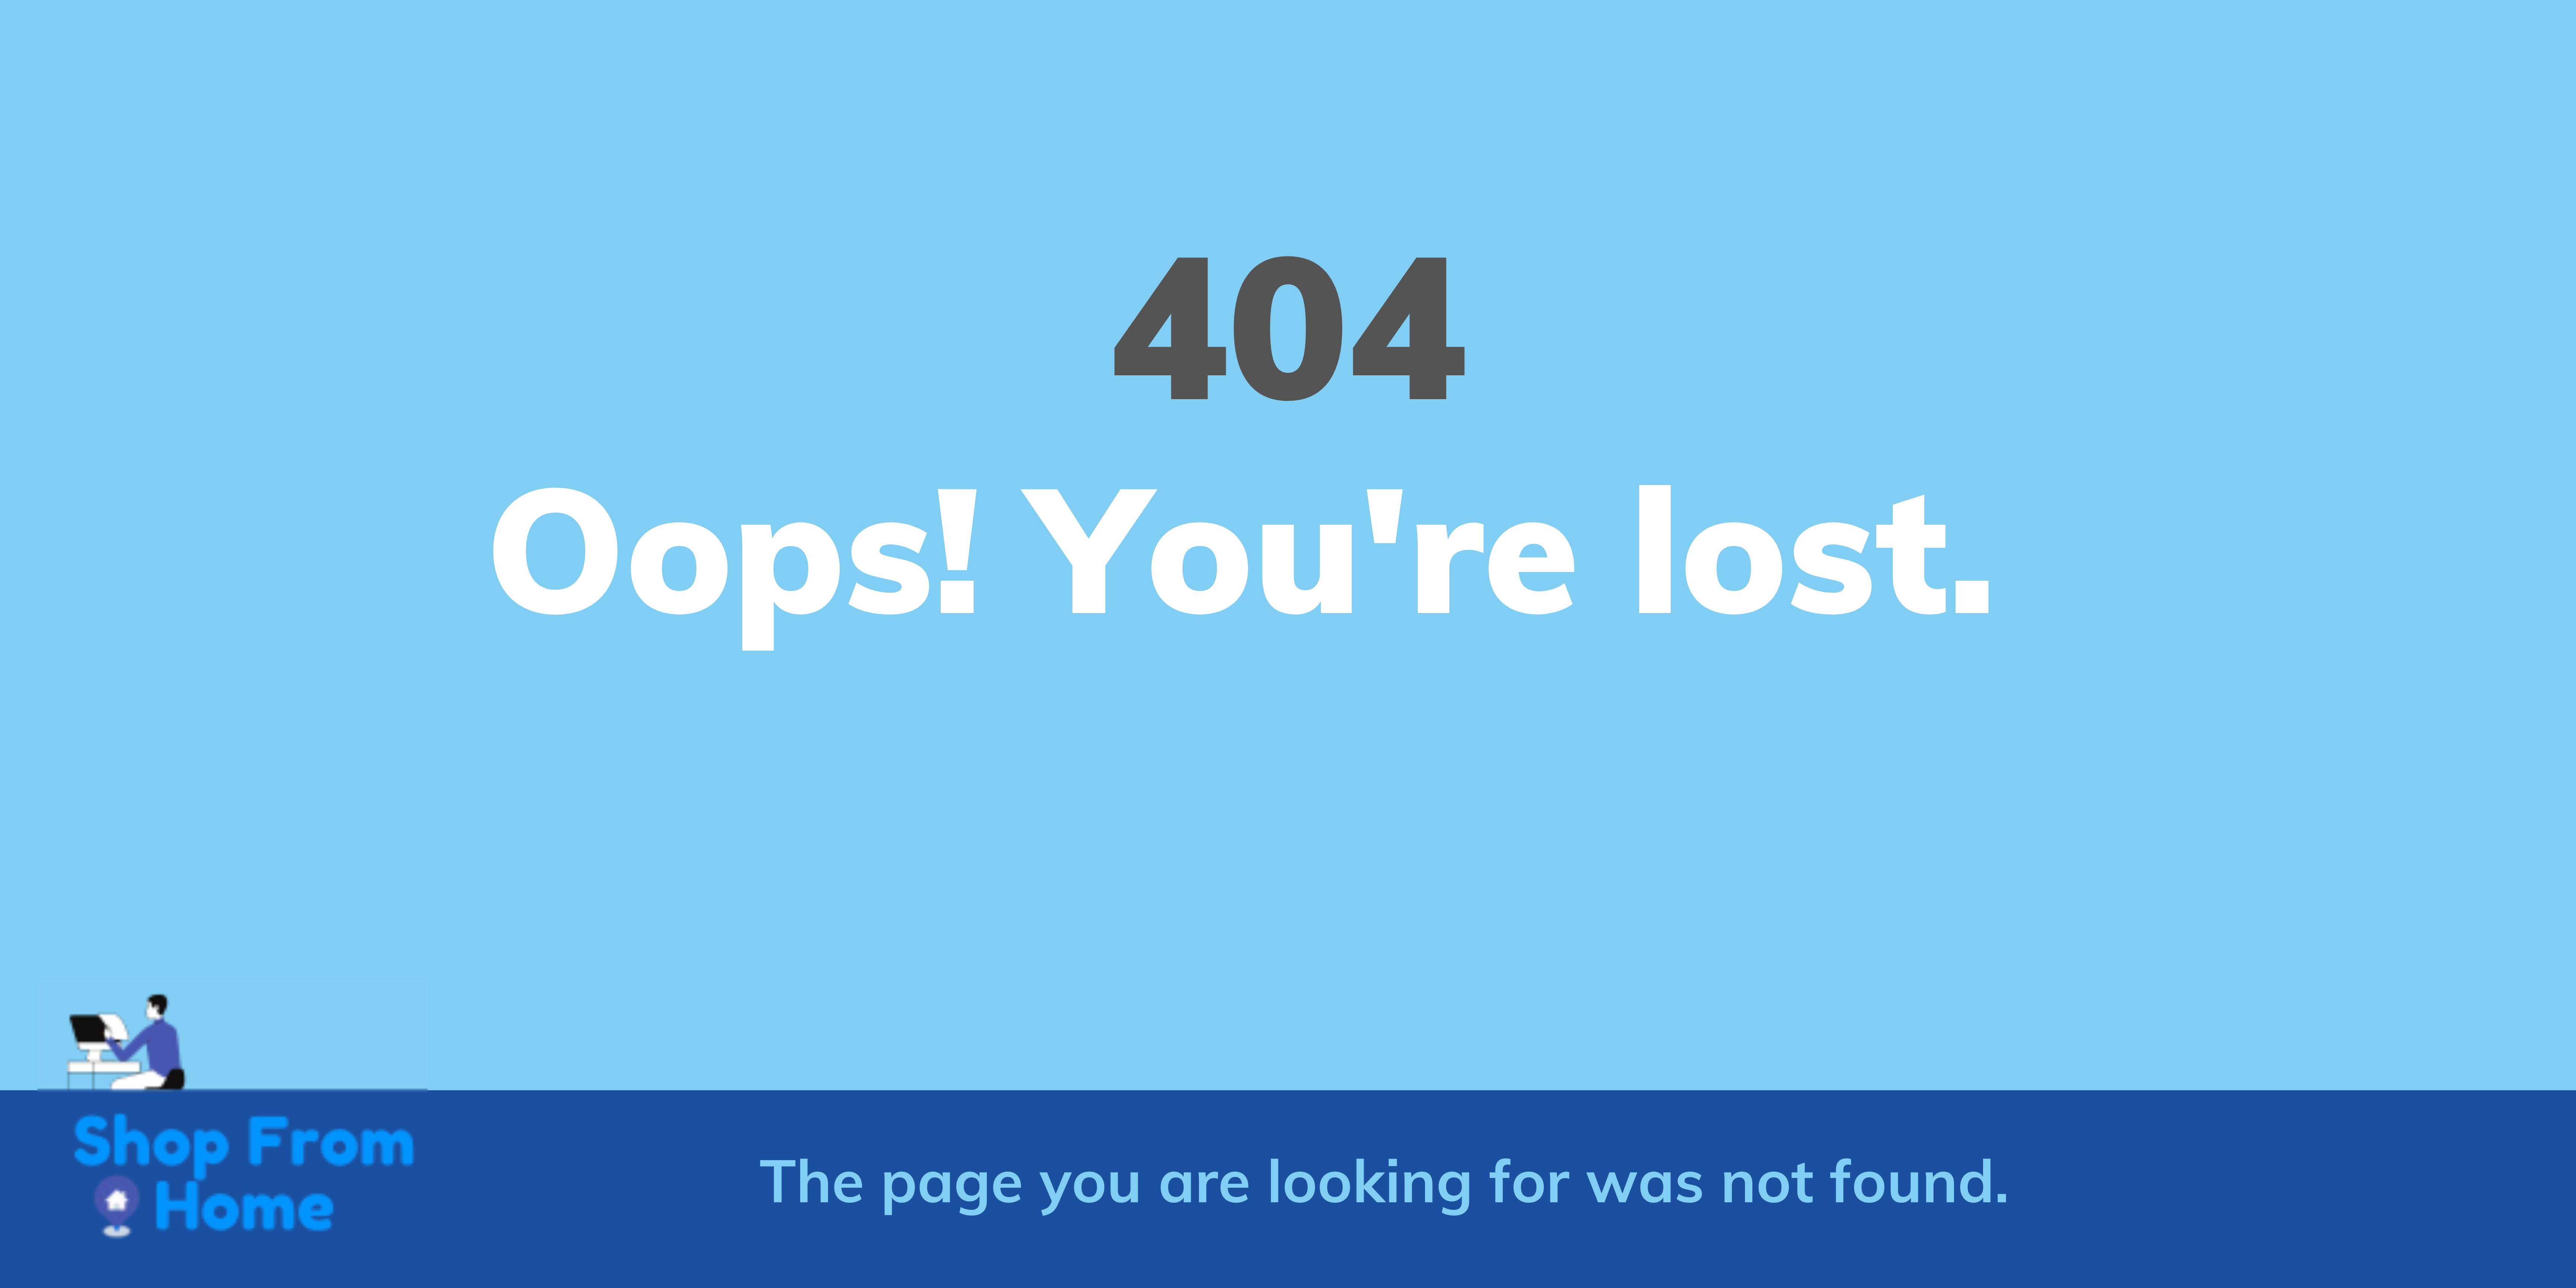 404
Oops! You're lost.
Shop From
Home
The page you are looking for was not found.